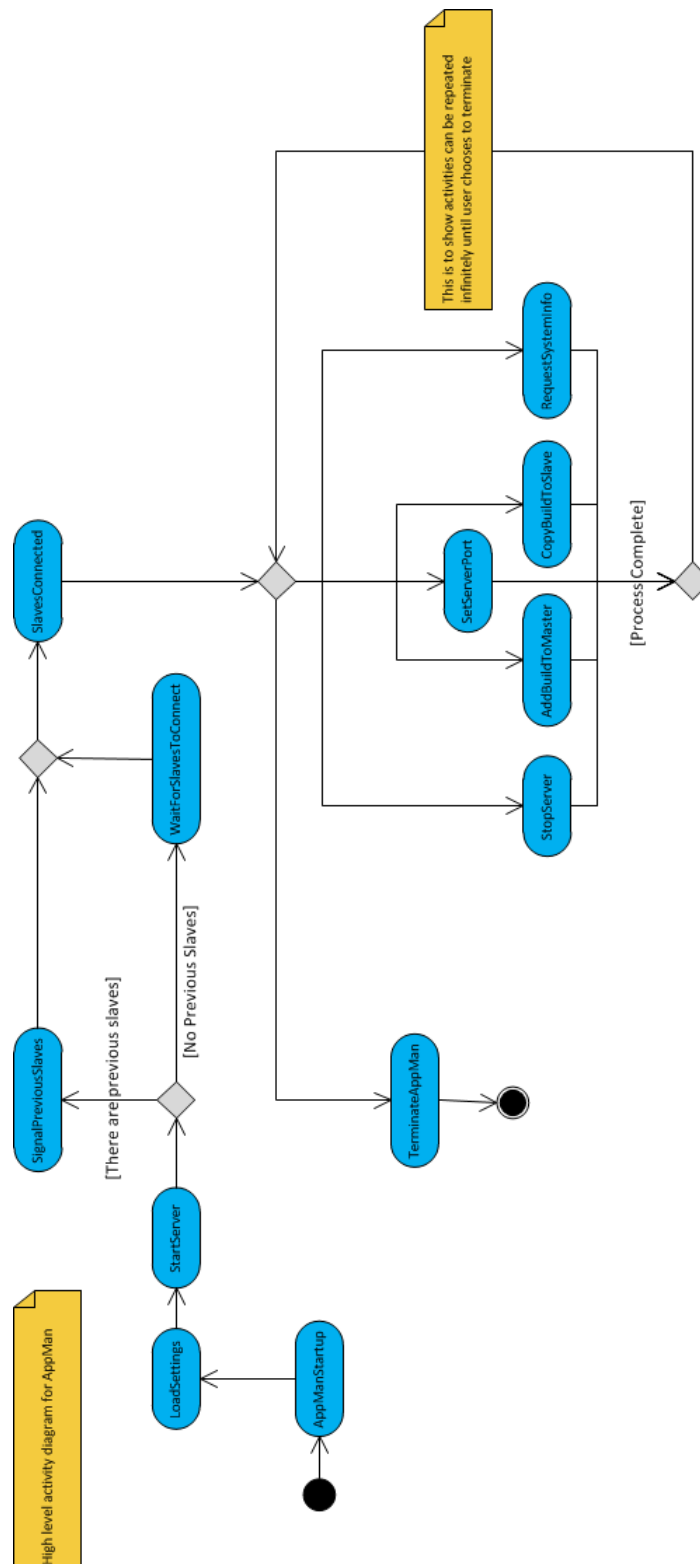 High level activity diagram for AppMan
AppManStartup
LoadSettings
StartServer
[There are previous slaves]
[No Previous Slaves]
SignalPreviousSlaves
WaitForSlavesToConnect
SlavesConnected
TerminateAppMan
StopServer
AddBuildToMaster
SetServerPort
CopyBuildToSlave
RequestSystemInfo
[Process Complete]
This is to show activities can be repeated
infinitely until user chooses to terminate